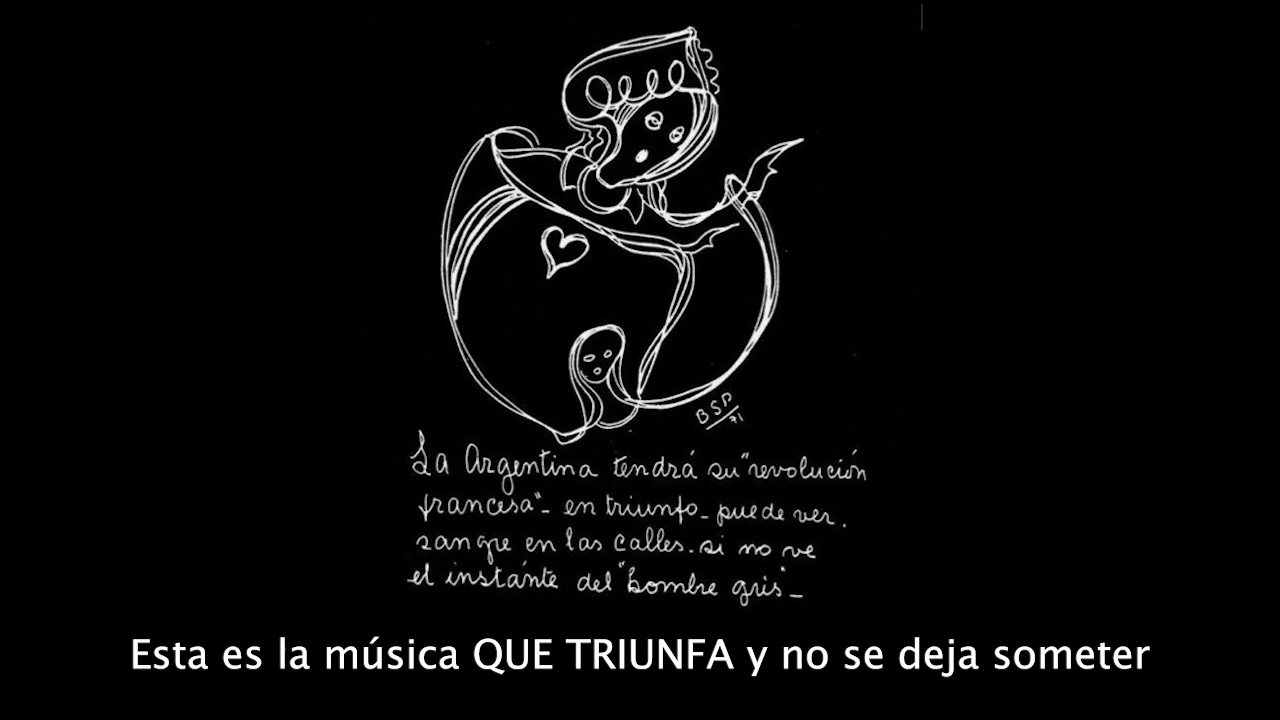 BSP
71
La Argentina tendrá su "revolución
francesa"- en triunfo- puede ver.
sangre en las calles. si no ve
el instánte del "hombre gris"-
Esta es la música QUE TRIUNFA y no se deja someter